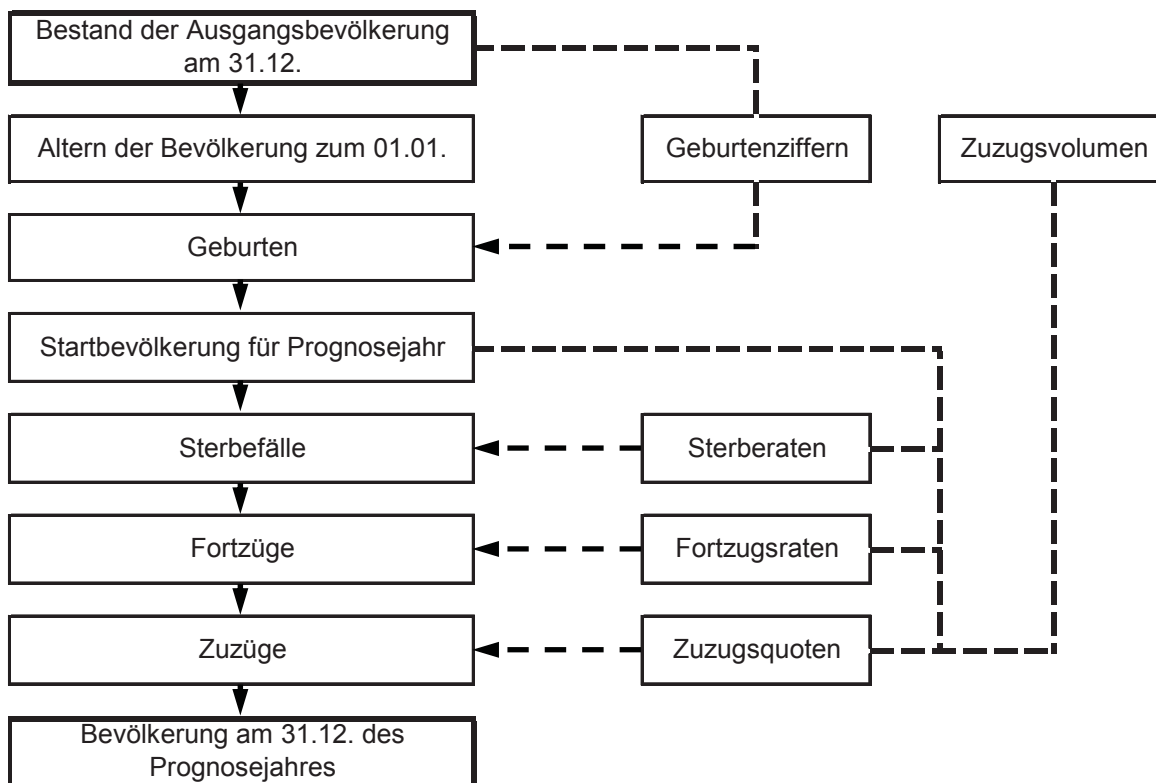 Bestand der Ausgangsbevölkerung
am 31.12.
Altern der Bevölkerung zum 01.01.
Geburtenziffern
Zuzugsvolumen
Geburten
Startbevölkerung für Prognosejahr
Sterbefälle
Sterberaten
Fortzüge
Fortzugsraten
Zuzüge
Zuzugsquoten
Bevölkerung am 31.12. des
Prognosejahres